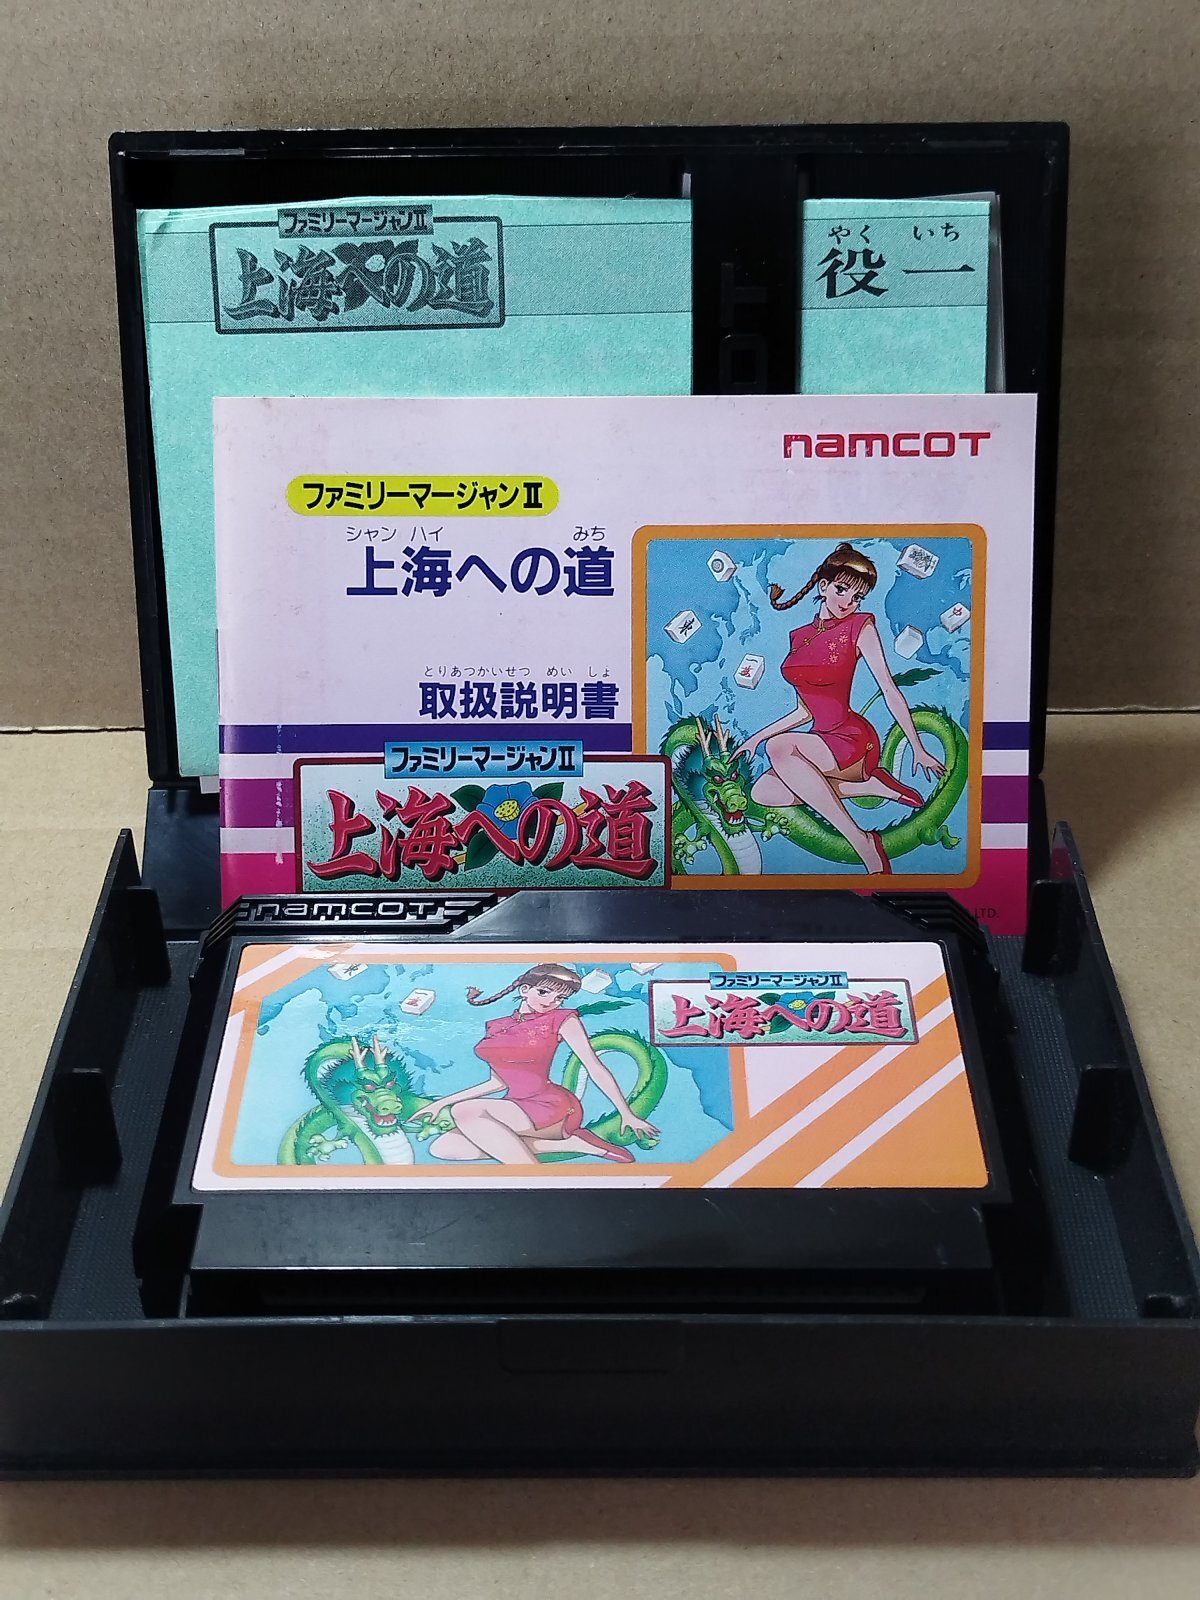 ファミリーマージャンⅡ
上海への道
やく いち
役一
namcoT
ファミリーマージャンⅡ
シャン ハイ みち
上海への道
とりあつかいせつ めい しょ
取扱説明書
ファミリーマージャンⅡ
上海への道
LTD.
namcoT
ファミリーマージャンⅡ
上海への道